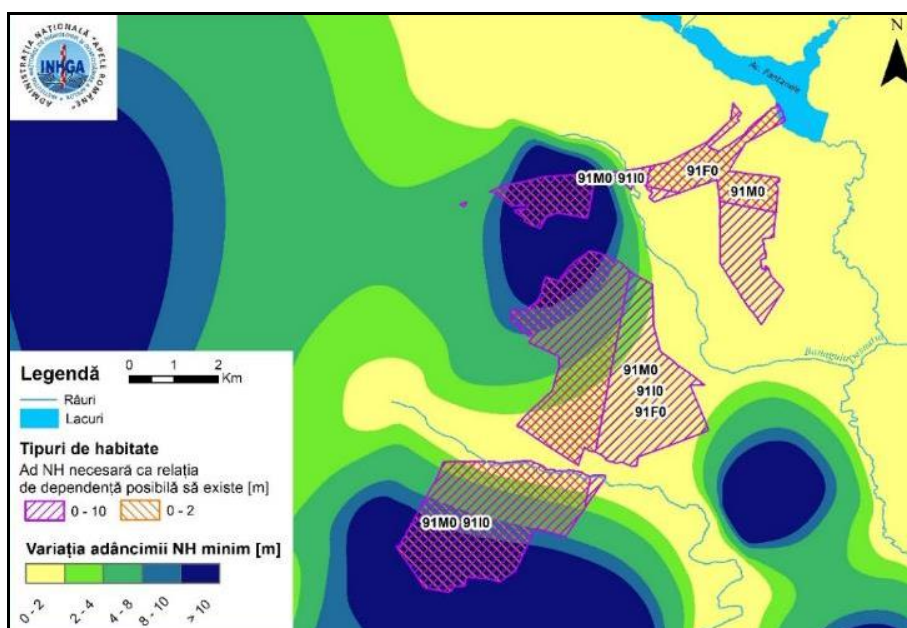 ADMINISTRAȚIA NAȚIONALĂ "APELE ROMÂNE"
INHGA
N
Ac. Fantanele
91M0 91I0
91F0
91M0
91M0
91I0
91F0
91M0 91I0
Legendă
0 1 2
Km
Râuri
Lacuri
Tipuri de habitate
Ad NH necesară ca relația
de dependență posibilă să existe [m]
0 - 10
0 - 2
Variația adâncimii NH minim [m]
0-2
2-4
4-8
8-10
>10